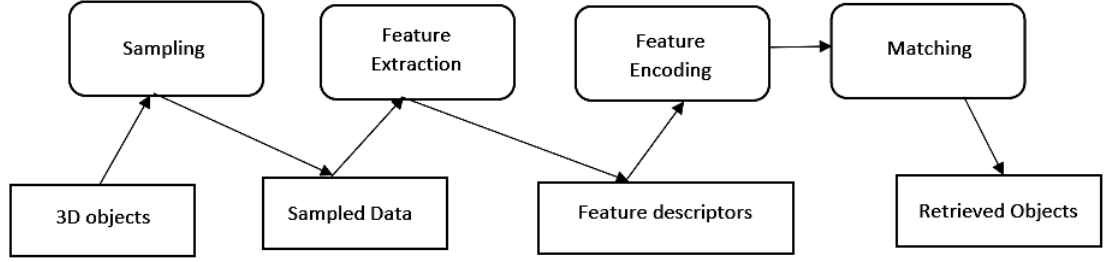 Sampling
Feature
Extraction
Feature
Encoding
Matching
3D objects
Sampled Data
Feature descriptors
Retrieved Objects